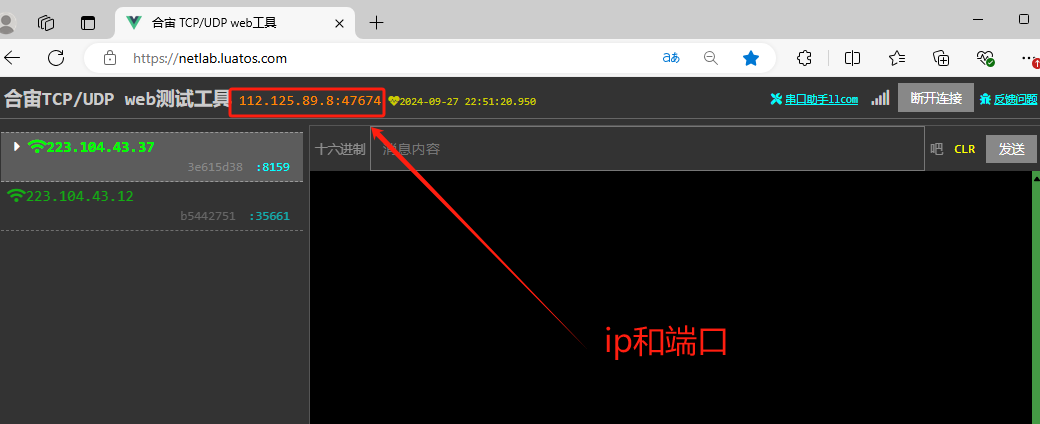 合宙 TCP/UDP web工具
https://netlab.luatos.com
合宙TCP/UDP web测试工具 112.125.89.8:47674 2024-09-27 22:51:20.950 串口助手llcom 断开连接 反馈问题
223.104.43.37
3e615d38 :8159
十六进制 消息内容 吧 CLR 发送
223.104.43.12
b5442751 :35661
ip和端口